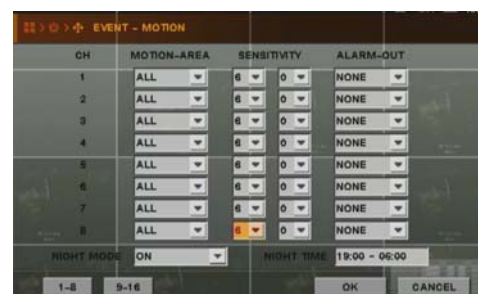 EVENT - MOTION
CH MOTION-AREA SENSITIVITY ALARM-OUT
1 ALL 6 0 NONE
2 ALL 6 0 NONE
3 ALL 6 0 NONE
4 ALL 6 0 NONE
5 ALL 6 0 NONE
6 ALL 6 0 NONE
7 ALL 6 0 NONE
8 ALL 6 0 NONE
NIGHT MODE ON NIGHT TIME 19:00 - 06:00
1-8 9-16 OK CANCEL